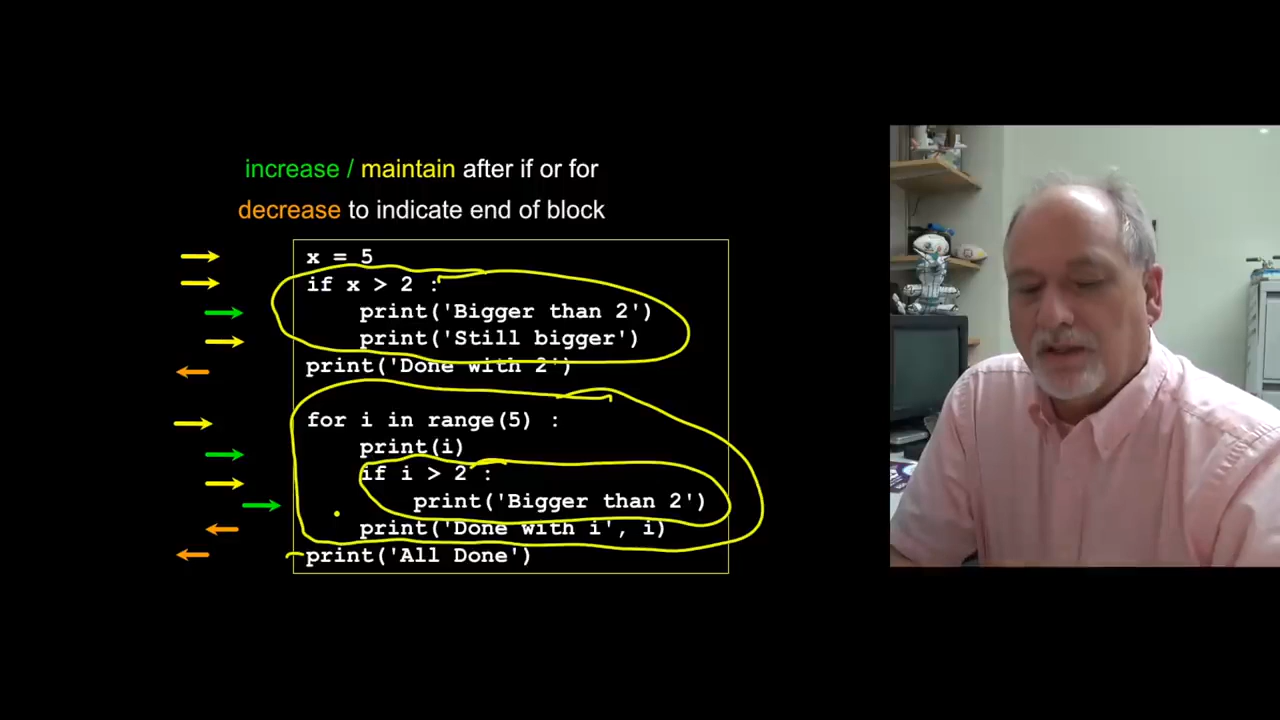 increase / maintain after if or for
decrease to indicate end of block
x = 5
if x > 2 :
    print('Bigger than 2')
    print('Still bigger')
print('Done with 2')
for i in range(5) :
    print(i)
    if i > 2 :
        print('Bigger than 2')
    print('Done with i', i)
print('All Done')